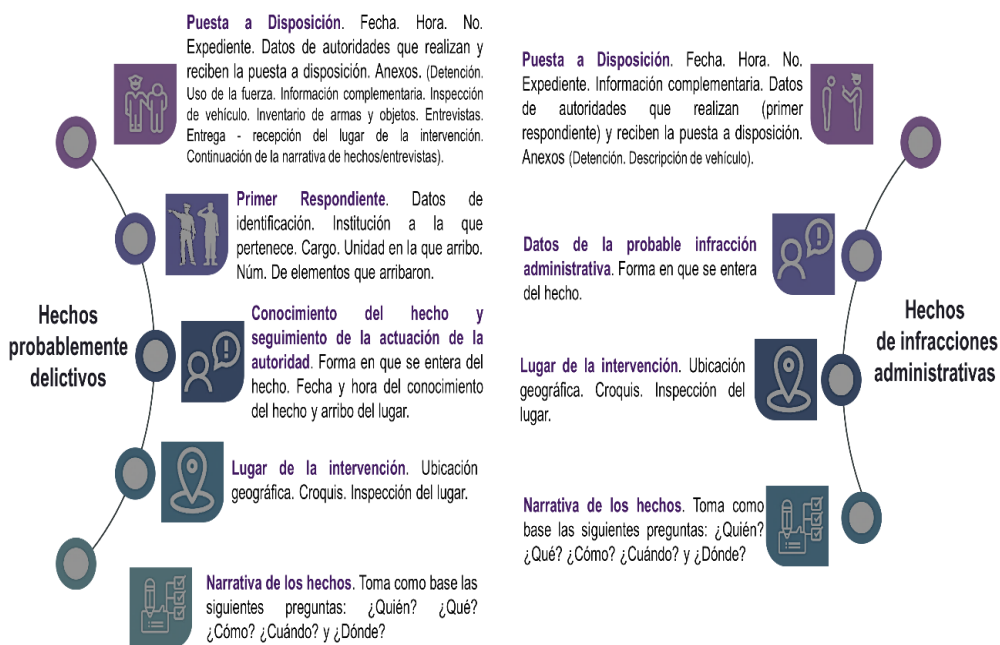 Hechos
probablemente
delictivos
Puesta a Disposición. Fecha. Hora. No.
Expediente. Datos de autoridades que realizan y
reciben la puesta a disposición. Anexos. (Detención.
Uso de la fuerza. Información complementaria. Inspección
de vehículo. Inventario de armas y objetos. Entrevistas.
Entrega - recepción del lugar de la intervención.
Continuación de la narrativa de hechos/entrevistas).
Primer Respondiente. Datos de
identificación. Institución a la que
pertenece. Cargo. Unidad en la que arribo.
Núm. De elementos que arribaron.
Conocimiento del hecho y
seguimiento de la actuación de la
autoridad. Forma en que se entera del
hecho. Fecha y hora del conocimiento
del hecho y arribo del lugar.
Lugar de la intervención. Ubicación
geográfica. Croquis. Inspección del lugar.
Narrativa de los hechos. Toma como base las
siguientes preguntas: ¿Quién? ¿Qué?
¿Cómo? ¿Cuándo? y ¿Dónde?
Hechos
de infracciones
administrativas
Puesta a Disposición. Fecha. Hora. No.
Expediente. Información complementaria. Datos
de autoridades que realizan (primer
respondiente) y reciben la puesta a disposición.
Anexos (Detención. Descripción de vehículo).
Datos de la probable infracción
administrativa. Forma en que se entera
del hecho.
Lugar de la intervención. Ubicación
geográfica. Croquis. Inspección del
lugar.
Narrativa de los hechos. Toma como
base las siguientes preguntas: ¿Quién?
¿Qué? ¿Cómo? ¿Cuándo? y ¿Dónde?